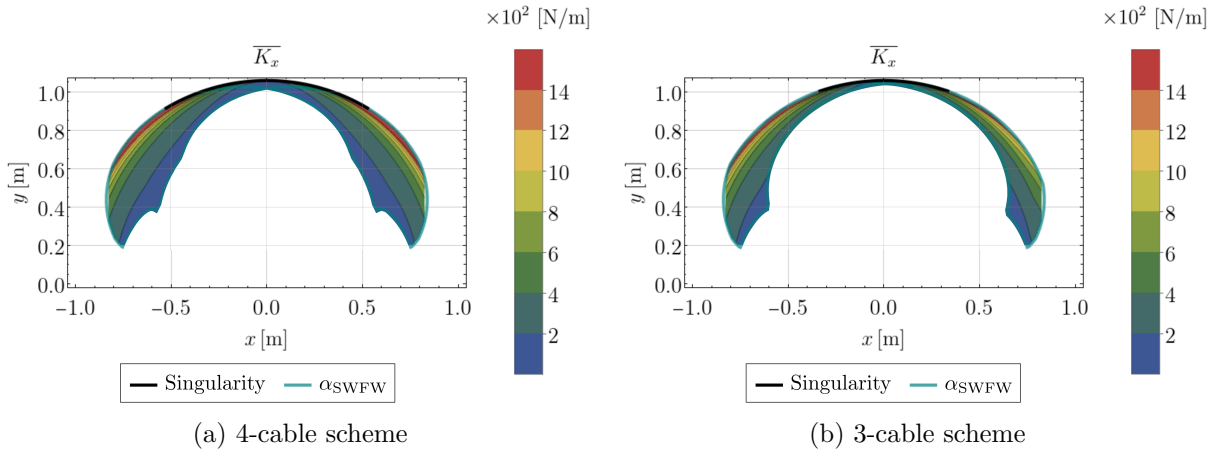 ×10² [N/m]
K̅ₓ
14
12
10
8
6
4
2
1.0
0.8
0.6
0.4
0.2
0.0
y [m]
−1.0 −0.5 0.0 0.5 1.0
x [m]
Singularity α_SWFW
(a) 4-cable scheme
×10² [N/m]
K̅ₓ
14
12
10
8
6
4
2
1.0
0.8
0.6
0.4
0.2
0.0
y [m]
−1.0 −0.5 0.0 0.5 1.0
x [m]
Singularity α_SWFW
(b) 3-cable scheme